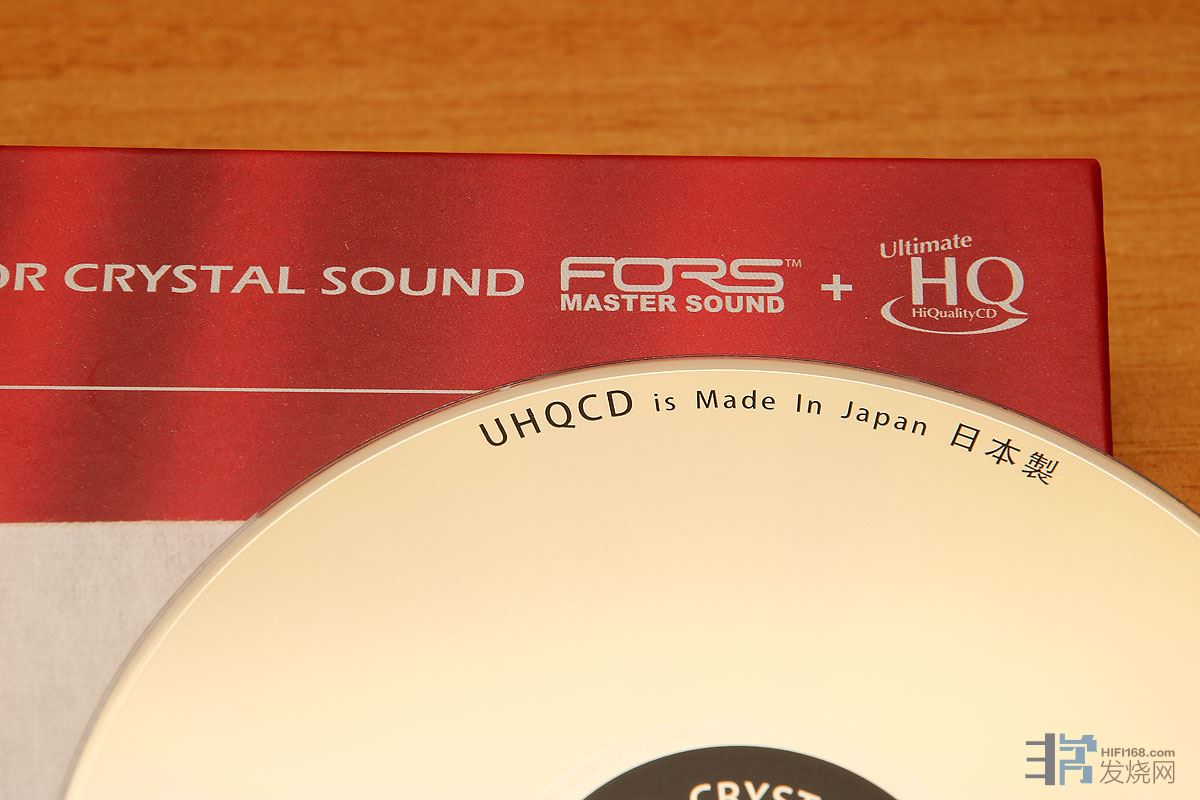 OR CRYSTAL SOUND
FORS™
MASTER SOUND
+
Ultimate
HQ
HiQualityCD
UHQCD is Made In Japan 日本製
CRYST
HIFI168.com
发烧网